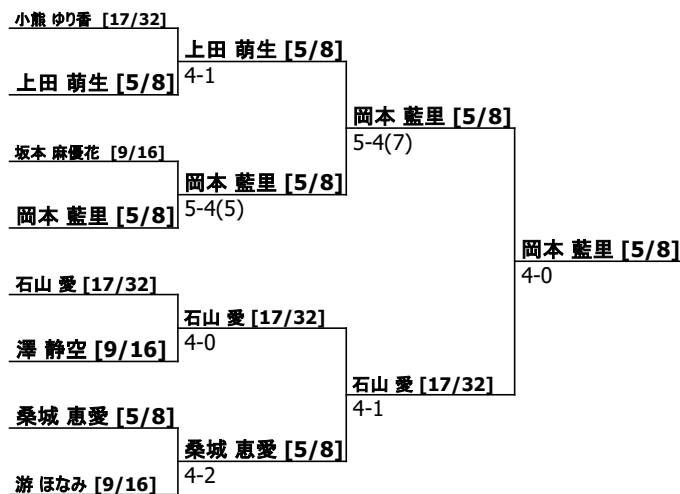 小熊 ゆり香 [17/32]
上田 萌生 [5/8]
4-1
上田 萌生 [5/8]
岡本 藍里 [5/8]
5-4(7)
坂本 麻優花 [9/16]
岡本 藍里 [5/8]
5-4(5)
岡本 藍里 [5/8]
岡本 藍里 [5/8]
4-0
石山 愛 [17/32]
石山 愛 [17/32]
4-0
澤 静空 [9/16]
石山 愛 [17/32]
4-1
桑城 恵愛 [5/8]
桑城 恵愛 [5/8]
4-2
游 ほなみ [9/16]